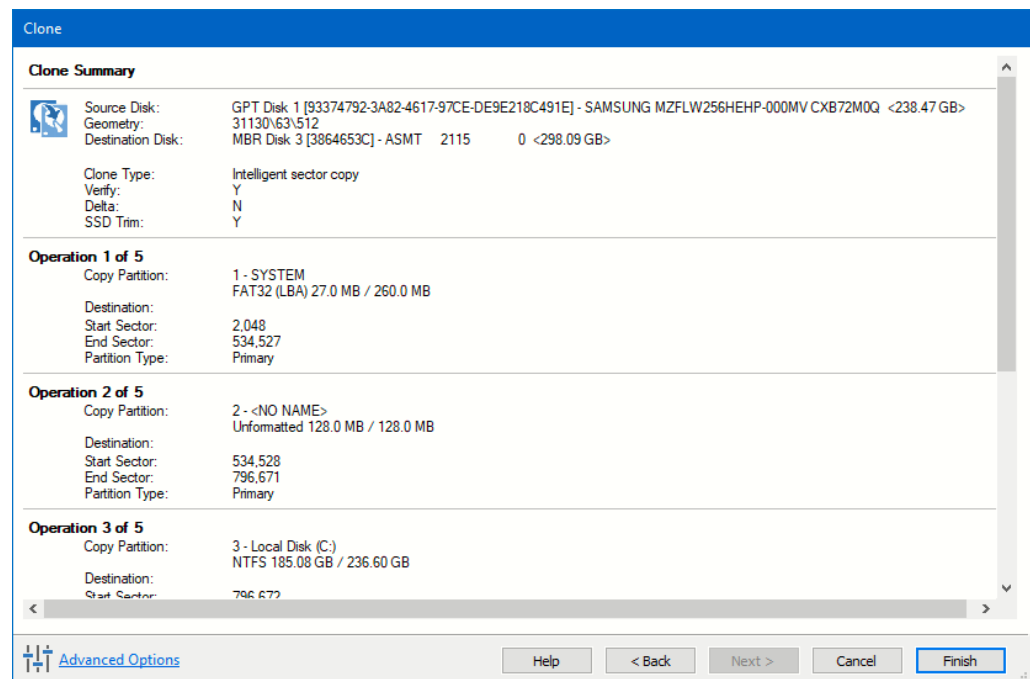 Clone
Clone Summary
Source Disk: GPT Disk 1 [93374792-3A82-4617-97CE-DE9E218C491E] - SAMSUNG MZFLW256HEHP-000MV CXB72M0Q <238.47 GB>
Geometry: 31130\63\512
Destination Disk: MBR Disk 3 [3864653C] - ASMT 2115 0 <298.09 GB>
Clone Type: Intelligent sector copy
Verify: Y
Delta: N
SSD Trim: Y
Operation 1 of 5
Copy Partition: 1 - SYSTEM
FAT32 (LBA) 27.0 MB / 260.0 MB
Destination:
Start Sector: 2,048
End Sector: 534,527
Partition Type: Primary
Operation 2 of 5
Copy Partition: 2 - <NO NAME>
Unformatted 128.0 MB / 128.0 MB
Destination:
Start Sector: 534,528
End Sector: 796,671
Partition Type: Primary
Operation 3 of 5
Copy Partition: 3 - Local Disk (C:)
NTFS 185.08 GB / 236.60 GB
Destination:
Start Sector: 796,672
Advanced Options Help < Back Next > Cancel Finish